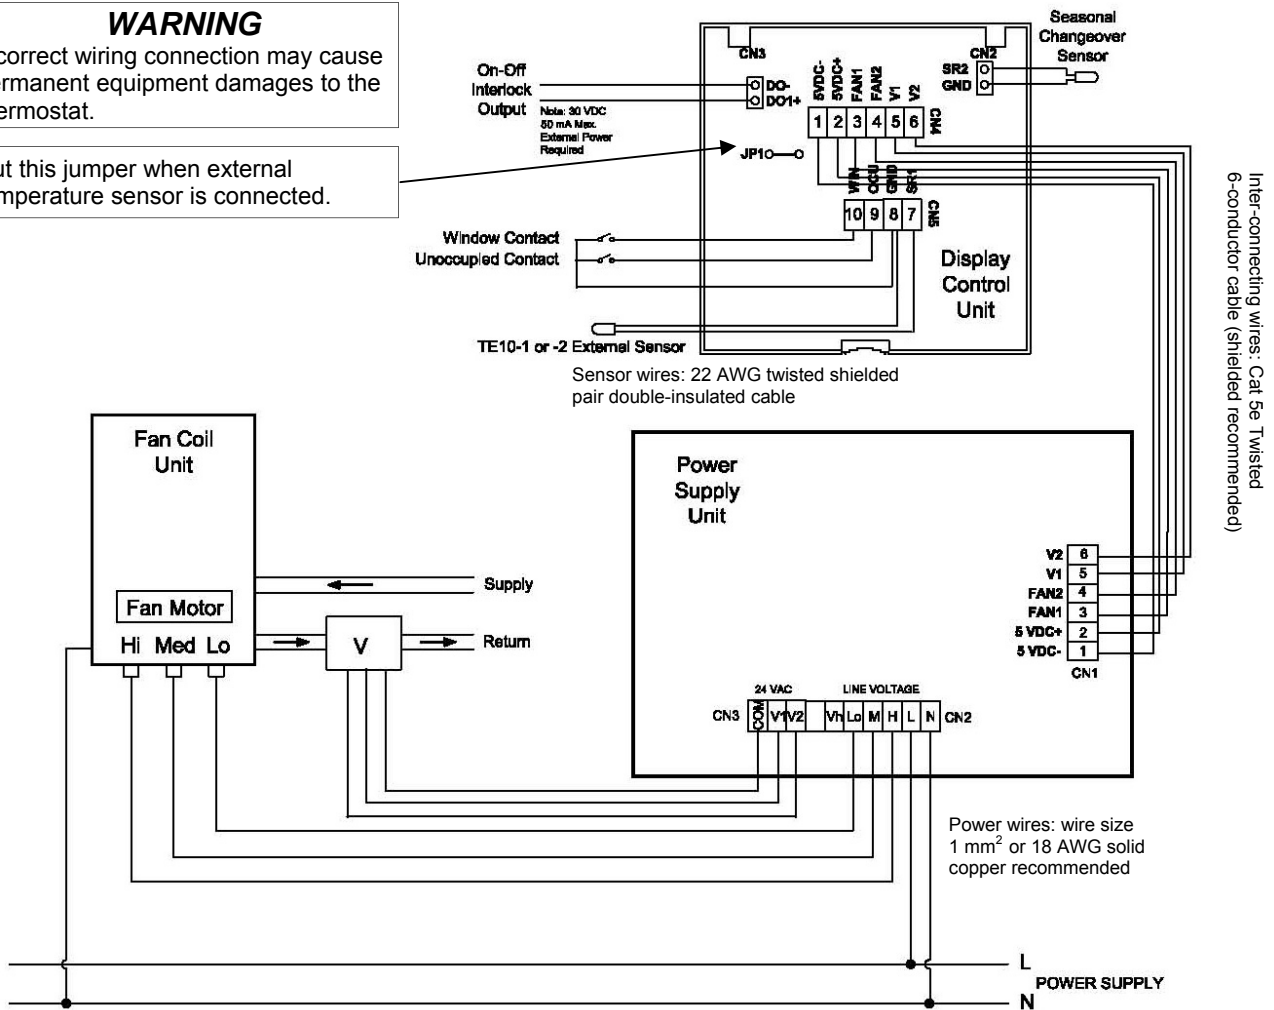 WARNING
correct wiring connection may cause
ermanent equipment damages to the
ermostat.
ut this jumper when external
mperature sensor is connected.
On-Off
Interlock
Output
Note: 30 VDC
50 mA Max.
External Power
Required
CN3
DO-
DO1+
JP1
5VDC-
5VDC+
FAN1
FAN2
V1
V2
1 2 3 4 5 6
CN4
CN2
SR2
GND
Seasonal
Changeover
Sensor
WIN
OCU
GND
SR1
10 9 8 7
CN5
Window Contact
Unoccupied Contact
Display
Control
Unit
TE10-1 or -2 External Sensor
Sensor wires: 22 AWG twisted shielded
pair double-insulated cable
Inter-connecting wires: Cat 5e Twisted
6-conductor cable (shielded recommended)
Fan Coil
Unit
Fan Motor
Hi Med Lo
Supply
Return
V
Power
Supply
Unit
V2 6
V1 5
FAN2 4
FAN1 3
5 VDC+ 2
5 VDC- 1
CN1
24 VAC LINE VOLTAGE
CN3 COM V1 V2 Vh Lo M H L N CN2
Power wires: wire size
1 mm² or 18 AWG solid
copper recommended
L
POWER SUPPLY
N